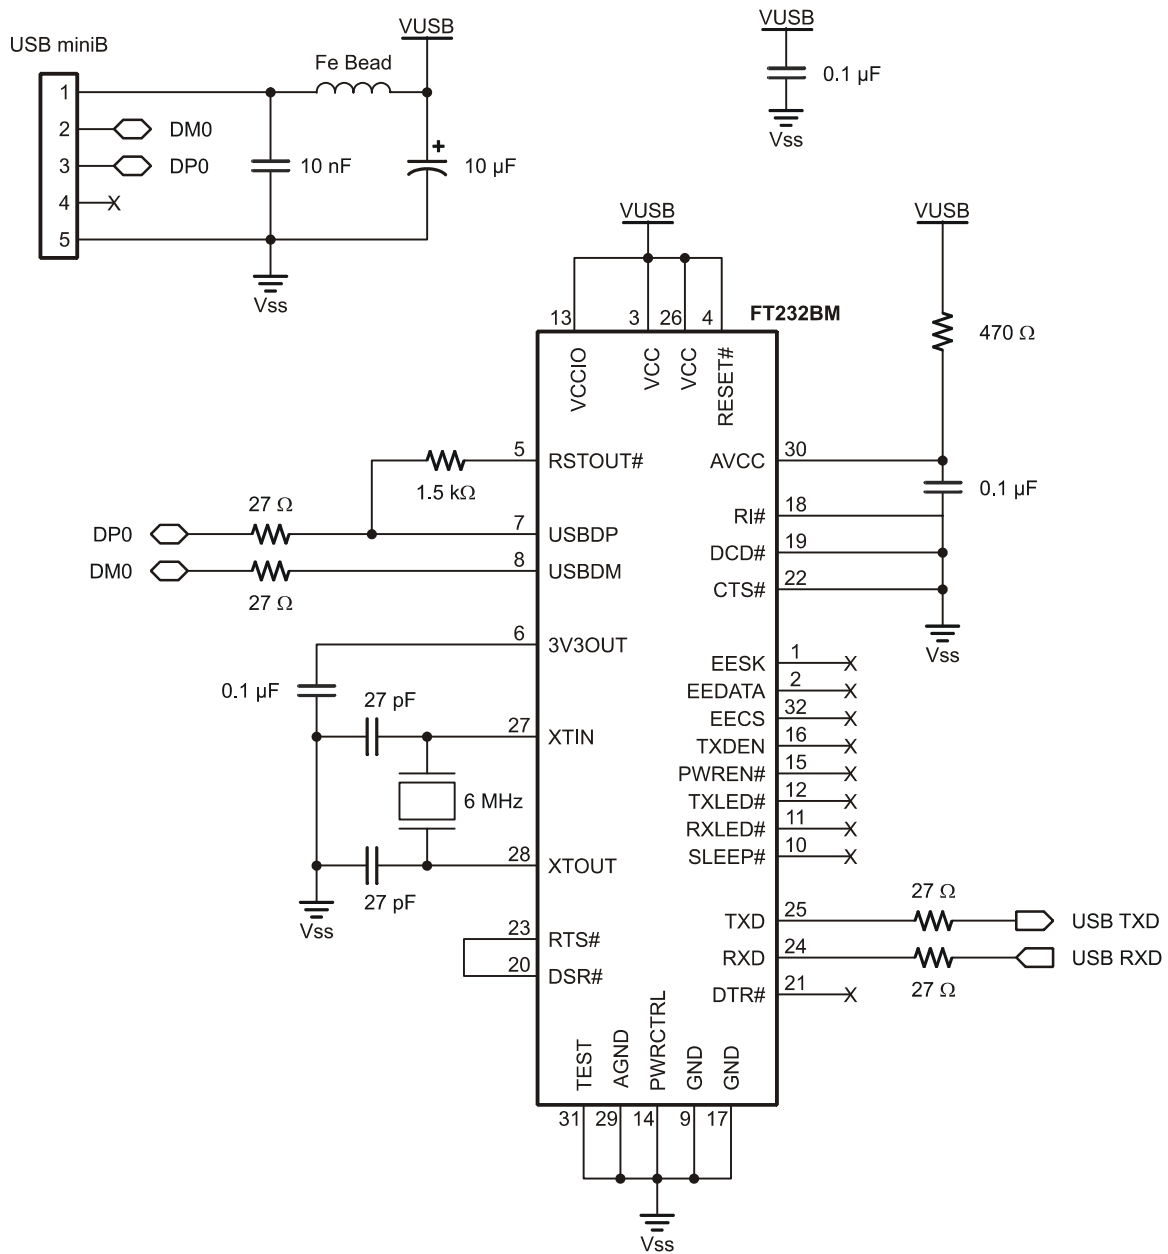 VUSB
VUSB
USB miniB
Fe Bead
0.1 µF
1
2
DM0
3
DP0
10 nF
+
10 µF
4
X
5
Vss
Vss
VUSB
VUSB
FT232BM
13
3
26
4
VCCIO
VCC
VCC
RESET#
470 Ω
5
RSTOUT#
1.5 kΩ
AVCC
30
0.1 µF
27 Ω
DP0
7
USBDP
RI#
18
DM0
8
USBDM
DCD#
19
27 Ω
CTS#
22
Vss
6
3V3OUT
0.1 µF
27 pF
27
XTIN
6 MHz
28
XTOUT
27 pF
Vss
23
RTS#
20
DSR#
EESK
1
X
EEDATA
2
X
EECS
32
X
TXDEN
16
X
PWREN#
15
X
TXLED#
12
X
RXLED#
11
X
SLEEP#
10
X
27 Ω
TXD
25
USB TXD
RXD
24
USB RXD
27 Ω
DTR#
21
X
TEST
AGND
PWRCTRL
GND
GND
31
29
14
9
17
Vss